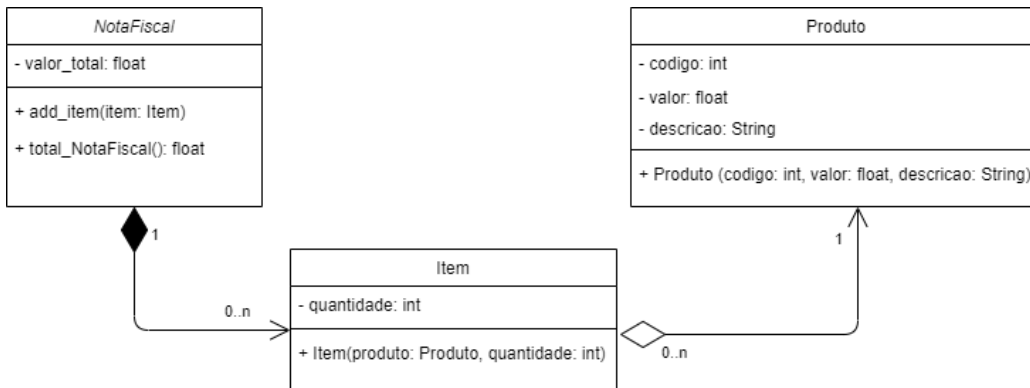 NotaFiscal
- valor_total: float
+ add_item(item: Item)
+ total_NotaFiscal(): float
Produto
- codigo: int
- valor: float
- descricao: String
+ Produto (codigo: int, valor: float, descricao: String)
1
1
Item
- quantidade: int
+ Item(produto: Produto, quantidade: int)
0..n
0..n